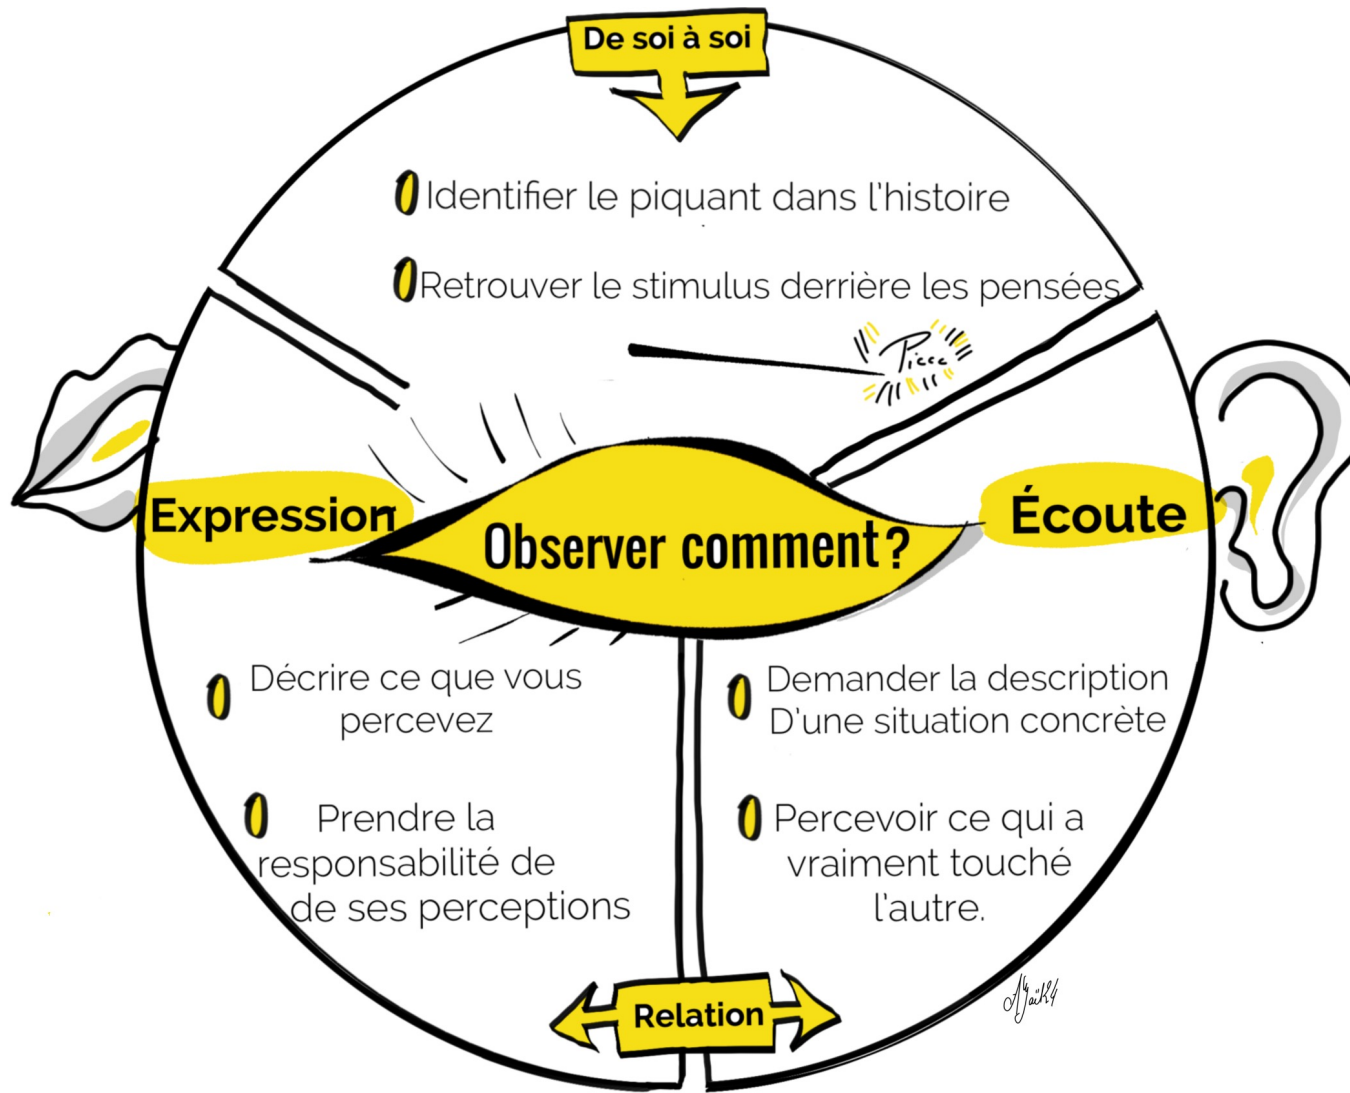 De soi à soi
Identifier le piquant dans l'histoire
Retrouver le stimulus derrière les pensées
Expression
Observer comment?
Écoute
Décrire ce que vous
percevez
Prendre la
responsabilité de
de ses perceptions
Demander la description
D'une situation concrète
Percevoir ce qui a
vraiment touché
l'autre.
Relation